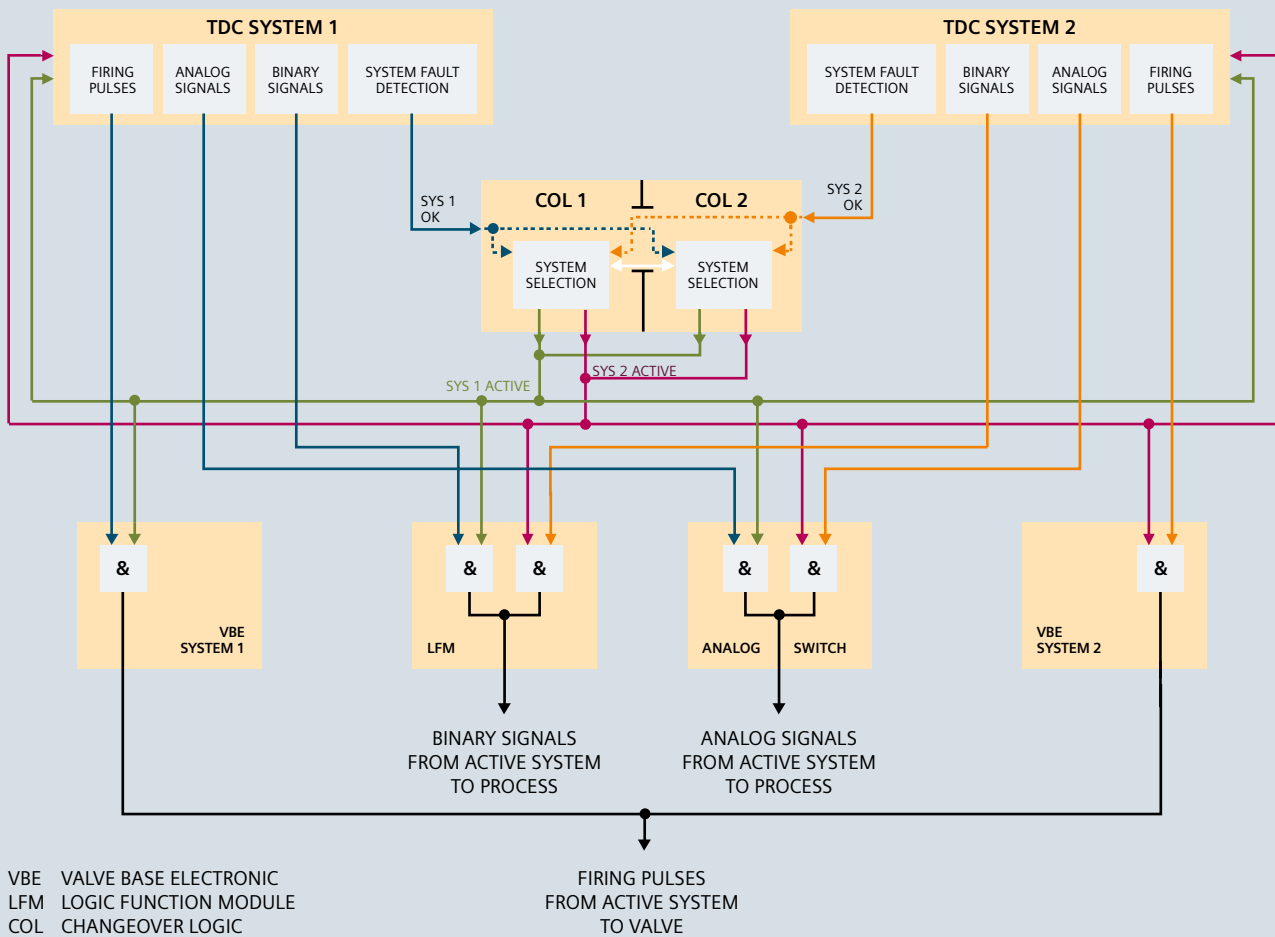 TDC SYSTEM 1
FIRING
PULSES
ANALOG
SIGNALS
BINARY
SIGNALS
SYSTEM FAULT
DETECTION
TDC SYSTEM 2
SYSTEM FAULT
DETECTION
BINARY
SIGNALS
ANALOG
SIGNALS
FIRING
PULSES
SYS 1
OK
COL 1
COL 2
SYS 2
OK
SYSTEM
SELECTION
SYSTEM
SELECTION
SYS 2 ACTIVE
SYS 1 ACTIVE
&
VBE
SYSTEM 1
&
&
LFM
&
&
ANALOG
SWITCH
&
VBE
SYSTEM 2
BINARY SIGNALS
FROM ACTIVE SYSTEM
TO PROCESS
ANALOG SIGNALS
FROM ACTIVE SYSTEM
TO PROCESS
VBE VALVE BASE ELECTRONIC
LFM LOGIC FUNCTION MODULE
COL CHANGEOVER LOGIC
FIRING PULSES
FROM ACTIVE SYSTEM
TO VALVE